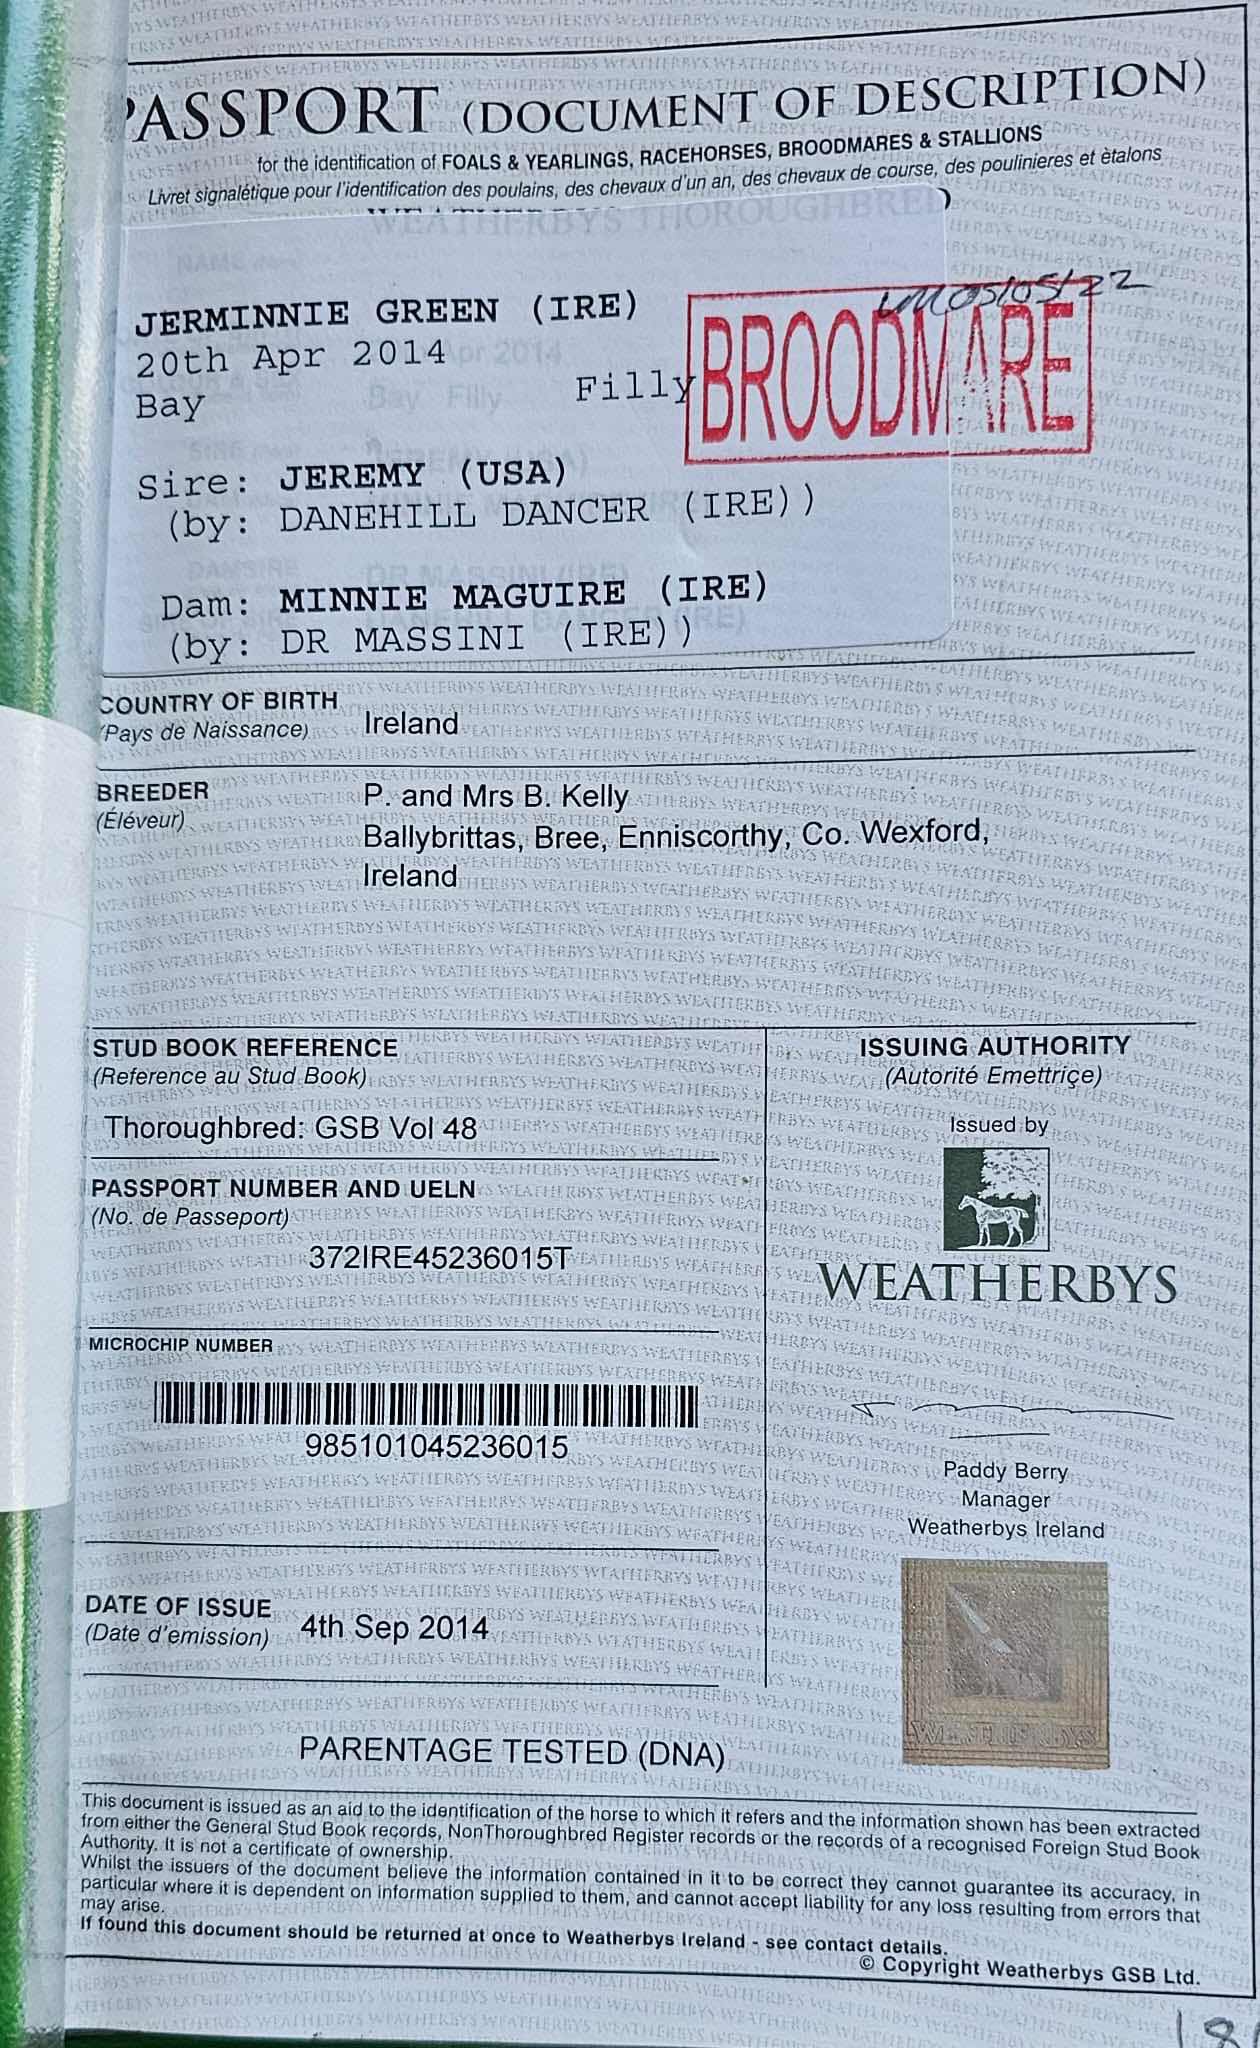 PASSPORT (DOCUMENT OF DESCRIPTION)
for the identification of FOALS & YEARLINGS, RACEHORSES, BROODMARES & STALLIONS
Livret signalétique pour l'identification des poulains, des chevaux d'un an, des chevaux de course, des poulinieres et ètalons
WEATHERBYS THOROUGHBRED
JERMINNIE GREEN (IRE)
05/05/22
20th Apr 2014
Bay Filly
BROODMARE
Sire: JEREMY (USA)
(by: DANEHILL DANCER (IRE))
Dam: MINNIE MAGUIRE (IRE)
(by: DR MASSINI (IRE))
COUNTRY OF BIRTH
(Pays de Naissance) Ireland
BREEDER P. and Mrs B. Kelly
(Éléveur) Ballybrittas, Bree, Enniscorthy, Co. Wexford,
Ireland
STUD BOOK REFERENCE
(Reference au Stud Book)
Thoroughbred: GSB Vol 48
PASSPORT NUMBER AND UELN
(No. de Passeport)
372IRE45236015T
MICROCHIP NUMBER
985101045236015
DATE OF ISSUE
(Date d'emission) 4th Sep 2014
ISSUING AUTHORITY
(Autorité Emettriçe)
Issued by
WEATHERBYS
Paddy Berry
Manager
Weatherbys Ireland
WEATHERBYS
PARENTAGE TESTED (DNA)
This document is issued as an aid to the identification of the horse to which it refers and the information shown has been extracted
from either the General Stud Book records, NonThoroughbred Register records or the records of a recognised Foreign Stud Book
Authority. It is not a certificate of ownership.
Whilst the issuers of the document believe the information contained in it to be correct they cannot guarantee its accuracy, in
particular where it is dependent on information supplied to them, and cannot accept liability for any loss resulting from errors that
may arise.
If found this document should be returned at once to Weatherbys Ireland - see contact details.
© Copyright Weatherbys GSB Ltd.